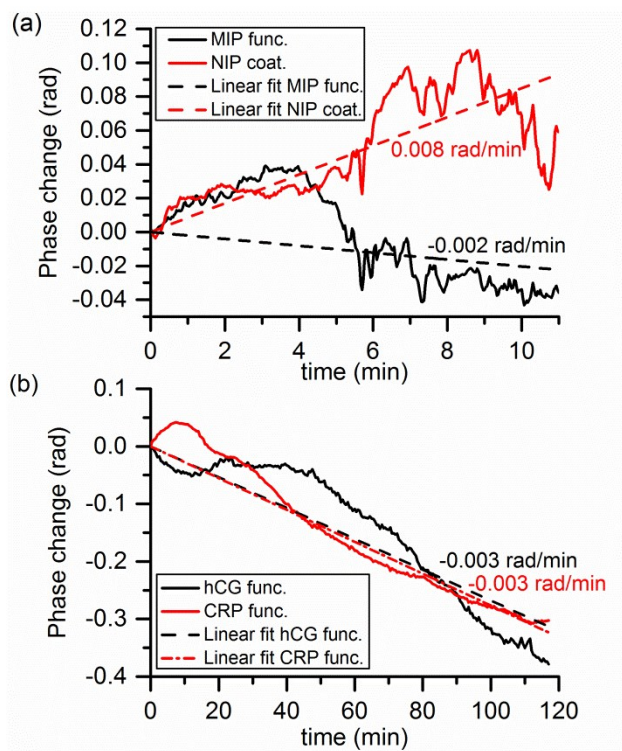 (a)
MIP func.
NIP coat.
Linear fit MIP func.
Linear fit NIP coat.
0.10
0.08
0.06
0.04
0.02
0.00
-0.02
-0.04
Phase change (rad)
0.008 rad/min
-0.002 rad/min
0 2 4 6 8 10
time (min)
(b)
0.1
0.0
-0.1
-0.2
-0.3
-0.4
Phase change (rad)
-0.003 rad/min
-0.003 rad/min
hCG func.
CRP func.
Linear fit hCG func.
Linear fit CRP func.
0 20 40 60 80 100 120
time (min)